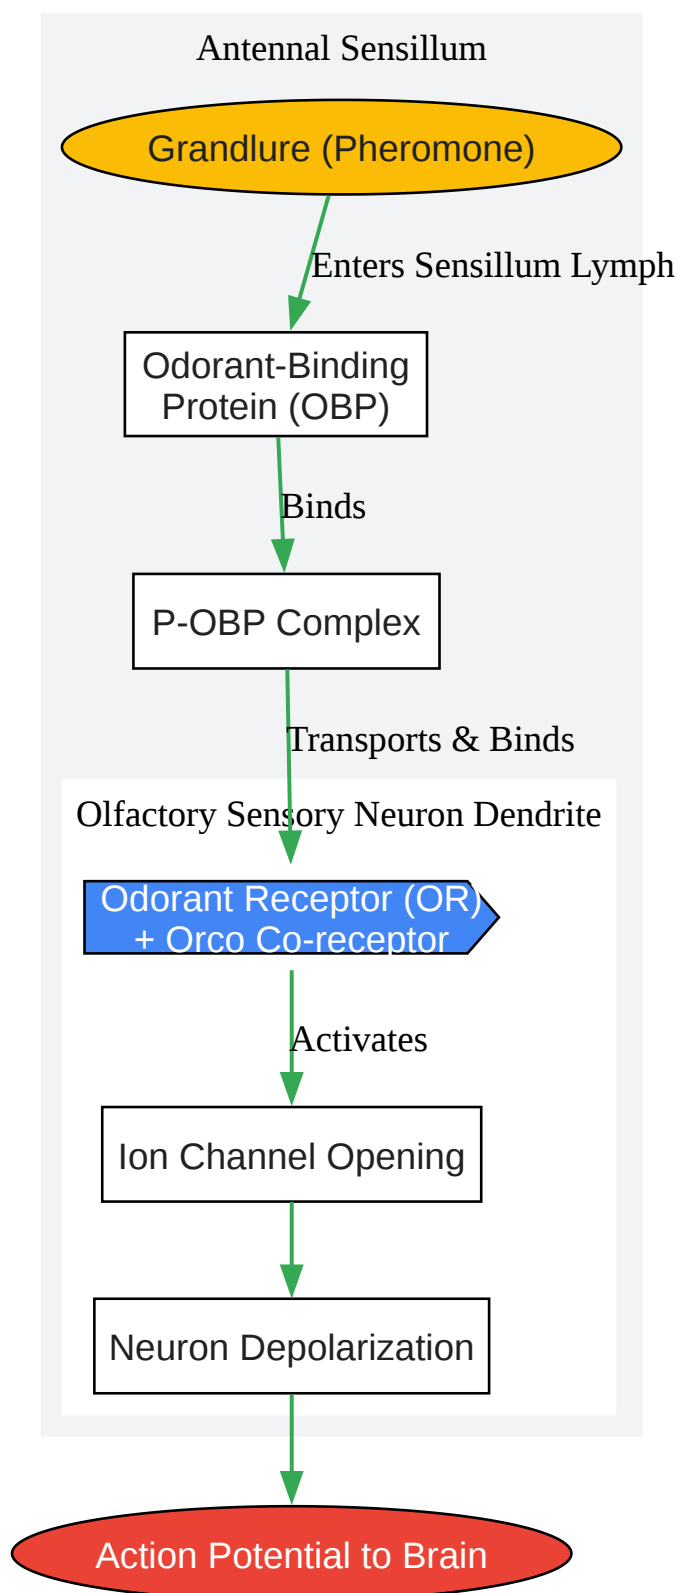 Antennal Sensillum
Grandlure (Pheromone)
Enters Sensillum Lymph
Odorant-Binding
Protein (OBP)
Binds
P-OBP Complex
Transports & Binds
Olfactory Sensory Neuron Dendrite
Odorant Receptor (OR)
+ Orco Co-receptor
Activates
Ion Channel Opening
Neuron Depolarization
Action Potential to Brain